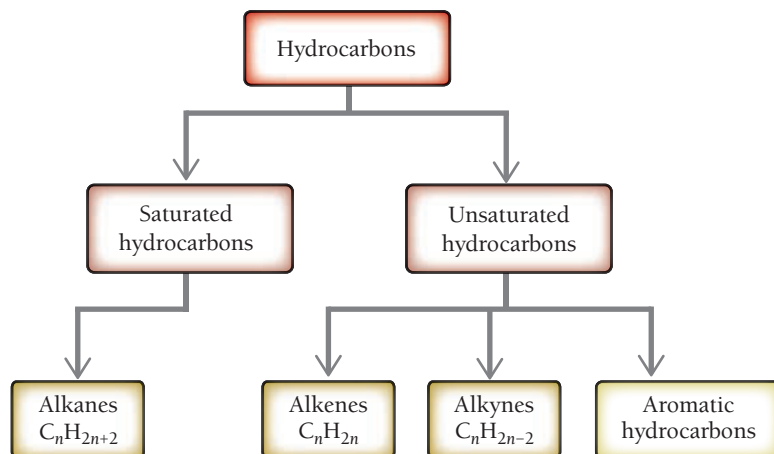 Hydrocarbons
Saturated
hydrocarbons
Unsaturated
hydrocarbons
Alkanes
CₙH₂ₙ₊₂
Alkenes
CₙH₂ₙ
Alkynes
CₙH₂ₙ₋₂
Aromatic
hydrocarbons